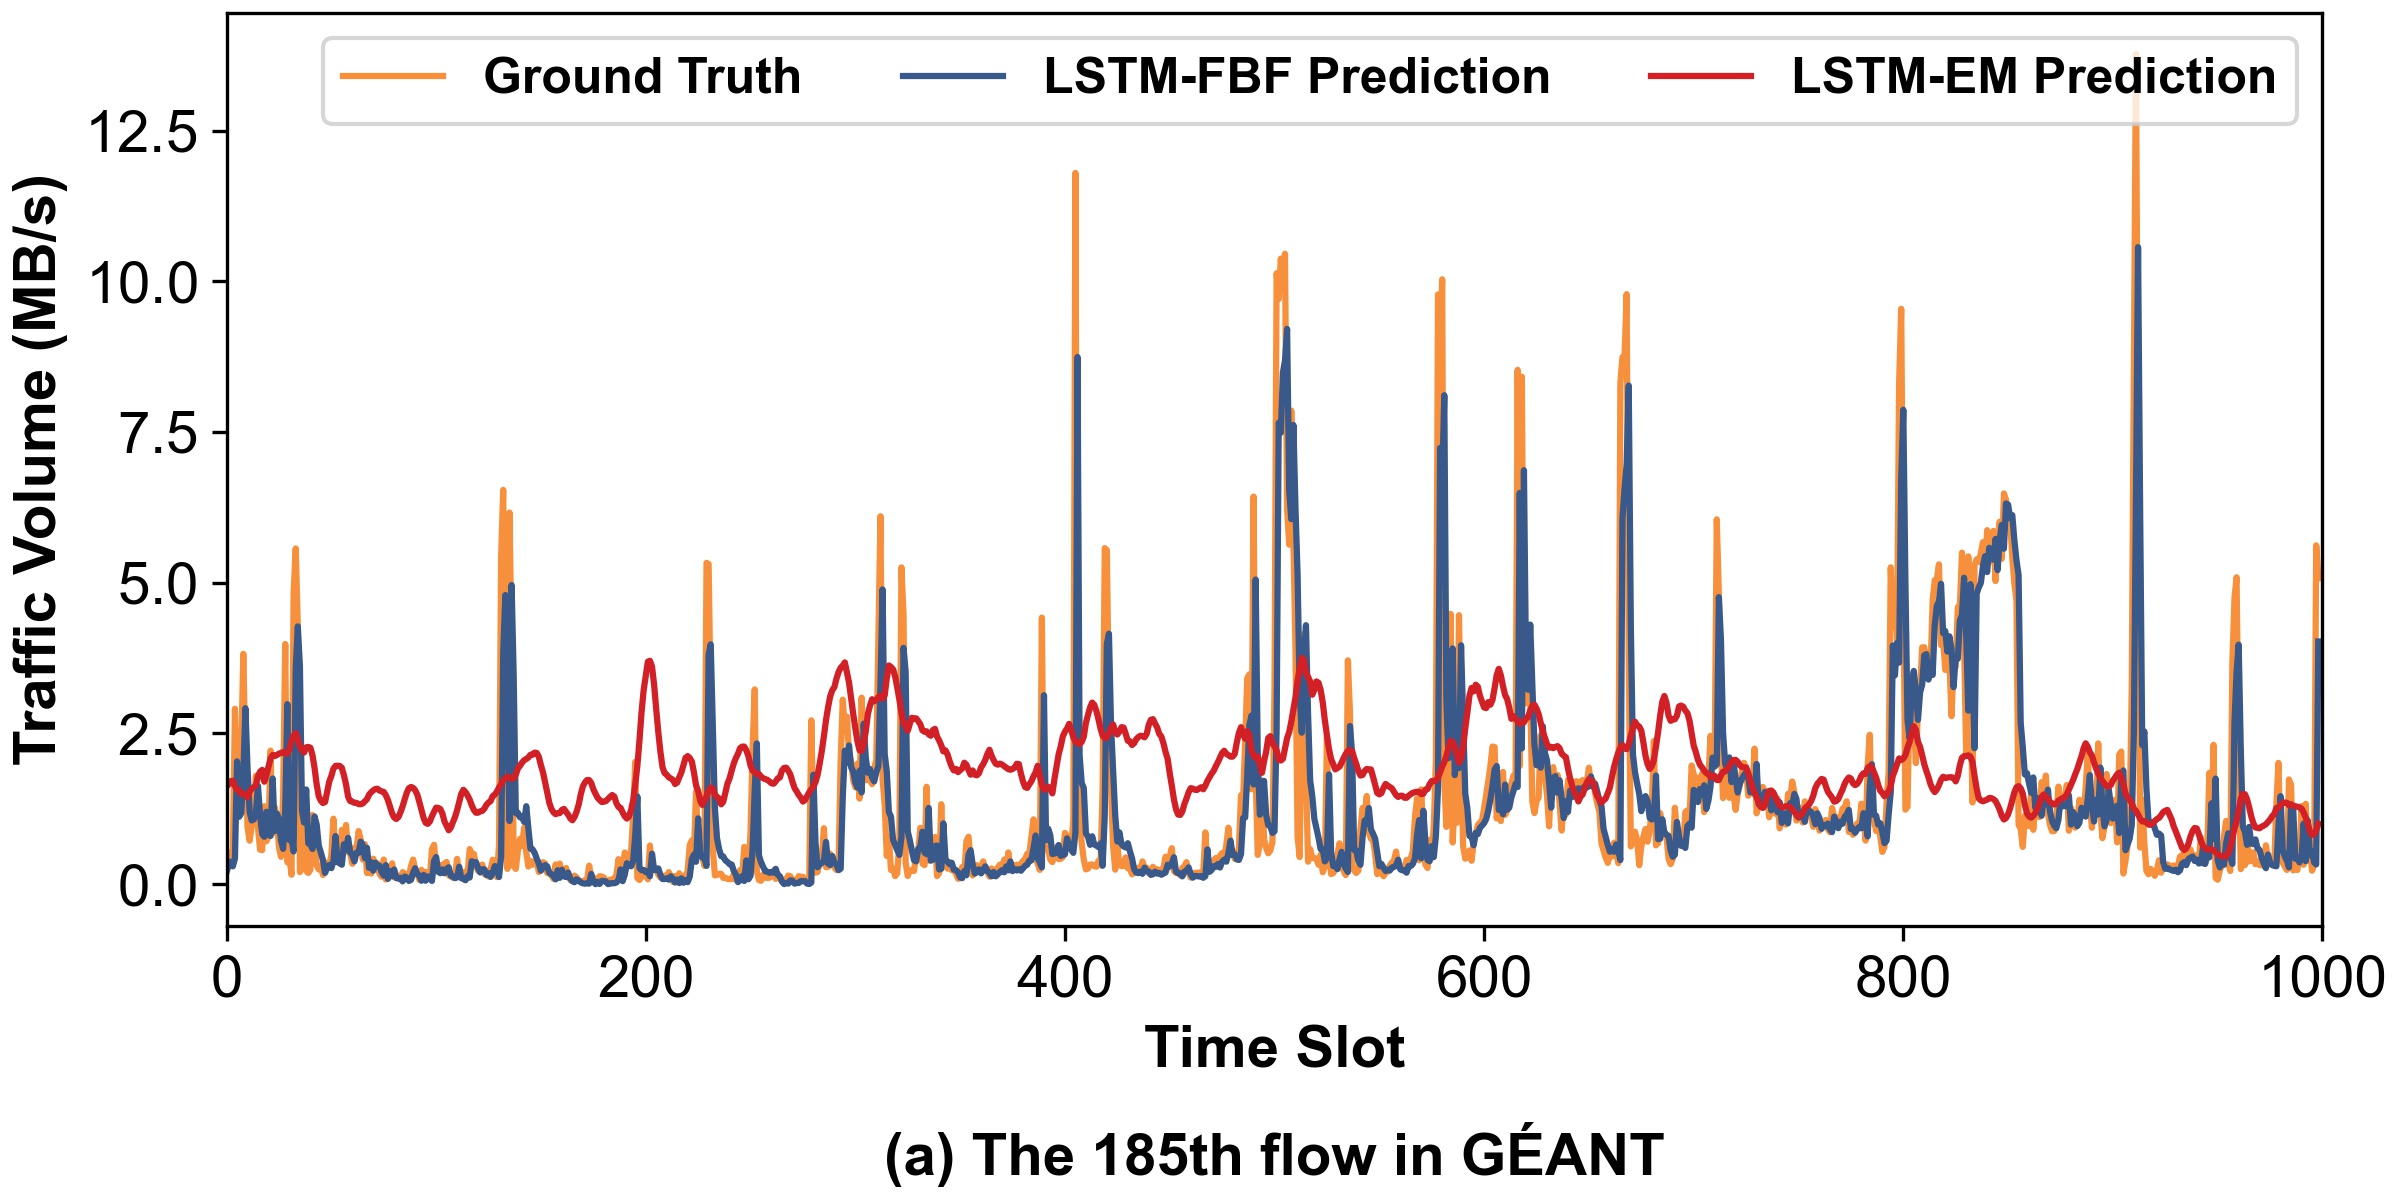 Ground Truth LSTM-FBF Prediction LSTM-EM Prediction
Traffic Volume (MB/s)
12.5
10.0
7.5
5.0
2.5
0.0
0 200 400 600 800 1000
Time Slot
(a) The 185th flow in GÉANT